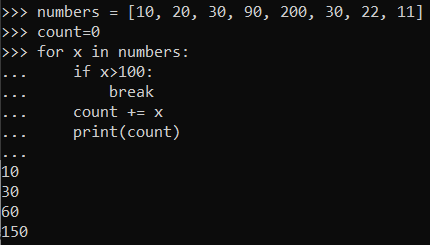 >>> numbers = [10, 20, 30, 90, 200, 30, 22, 11]
>>> count=0
>>> for x in numbers:
...     if x>100:
...         break
...     count += x
...     print(count)
...
10
30
60
150